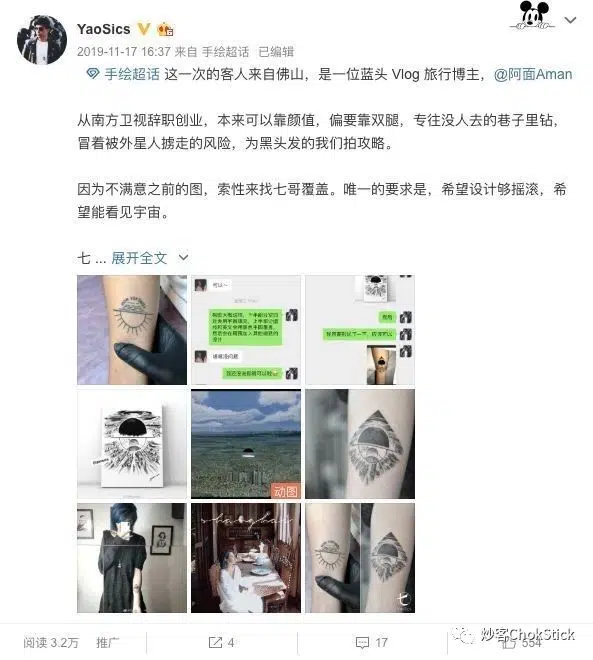 YaoSics
2019-11-17 16:37 来自 手绘超话 已编辑
手绘超话 这一次的客人来自佛山，是一位蓝头 Vlog 旅行博主，@阿面Aman
从南方卫视辞职创业，本来可以靠颜值，偏要靠双腿，专往没人去的巷子里钻，
冒着被外星人掳走的风险，为黑头发的我们拍攻略。
因为不满意之前的图，索性来找七哥覆盖。唯一的要求是，希望设计够摇滚，希
望能看见宇宙。
七 ... 展开全文
可以～
动图
shanghai
七
阅读 3.2万
推广
4
17
554
炒客ChokStick